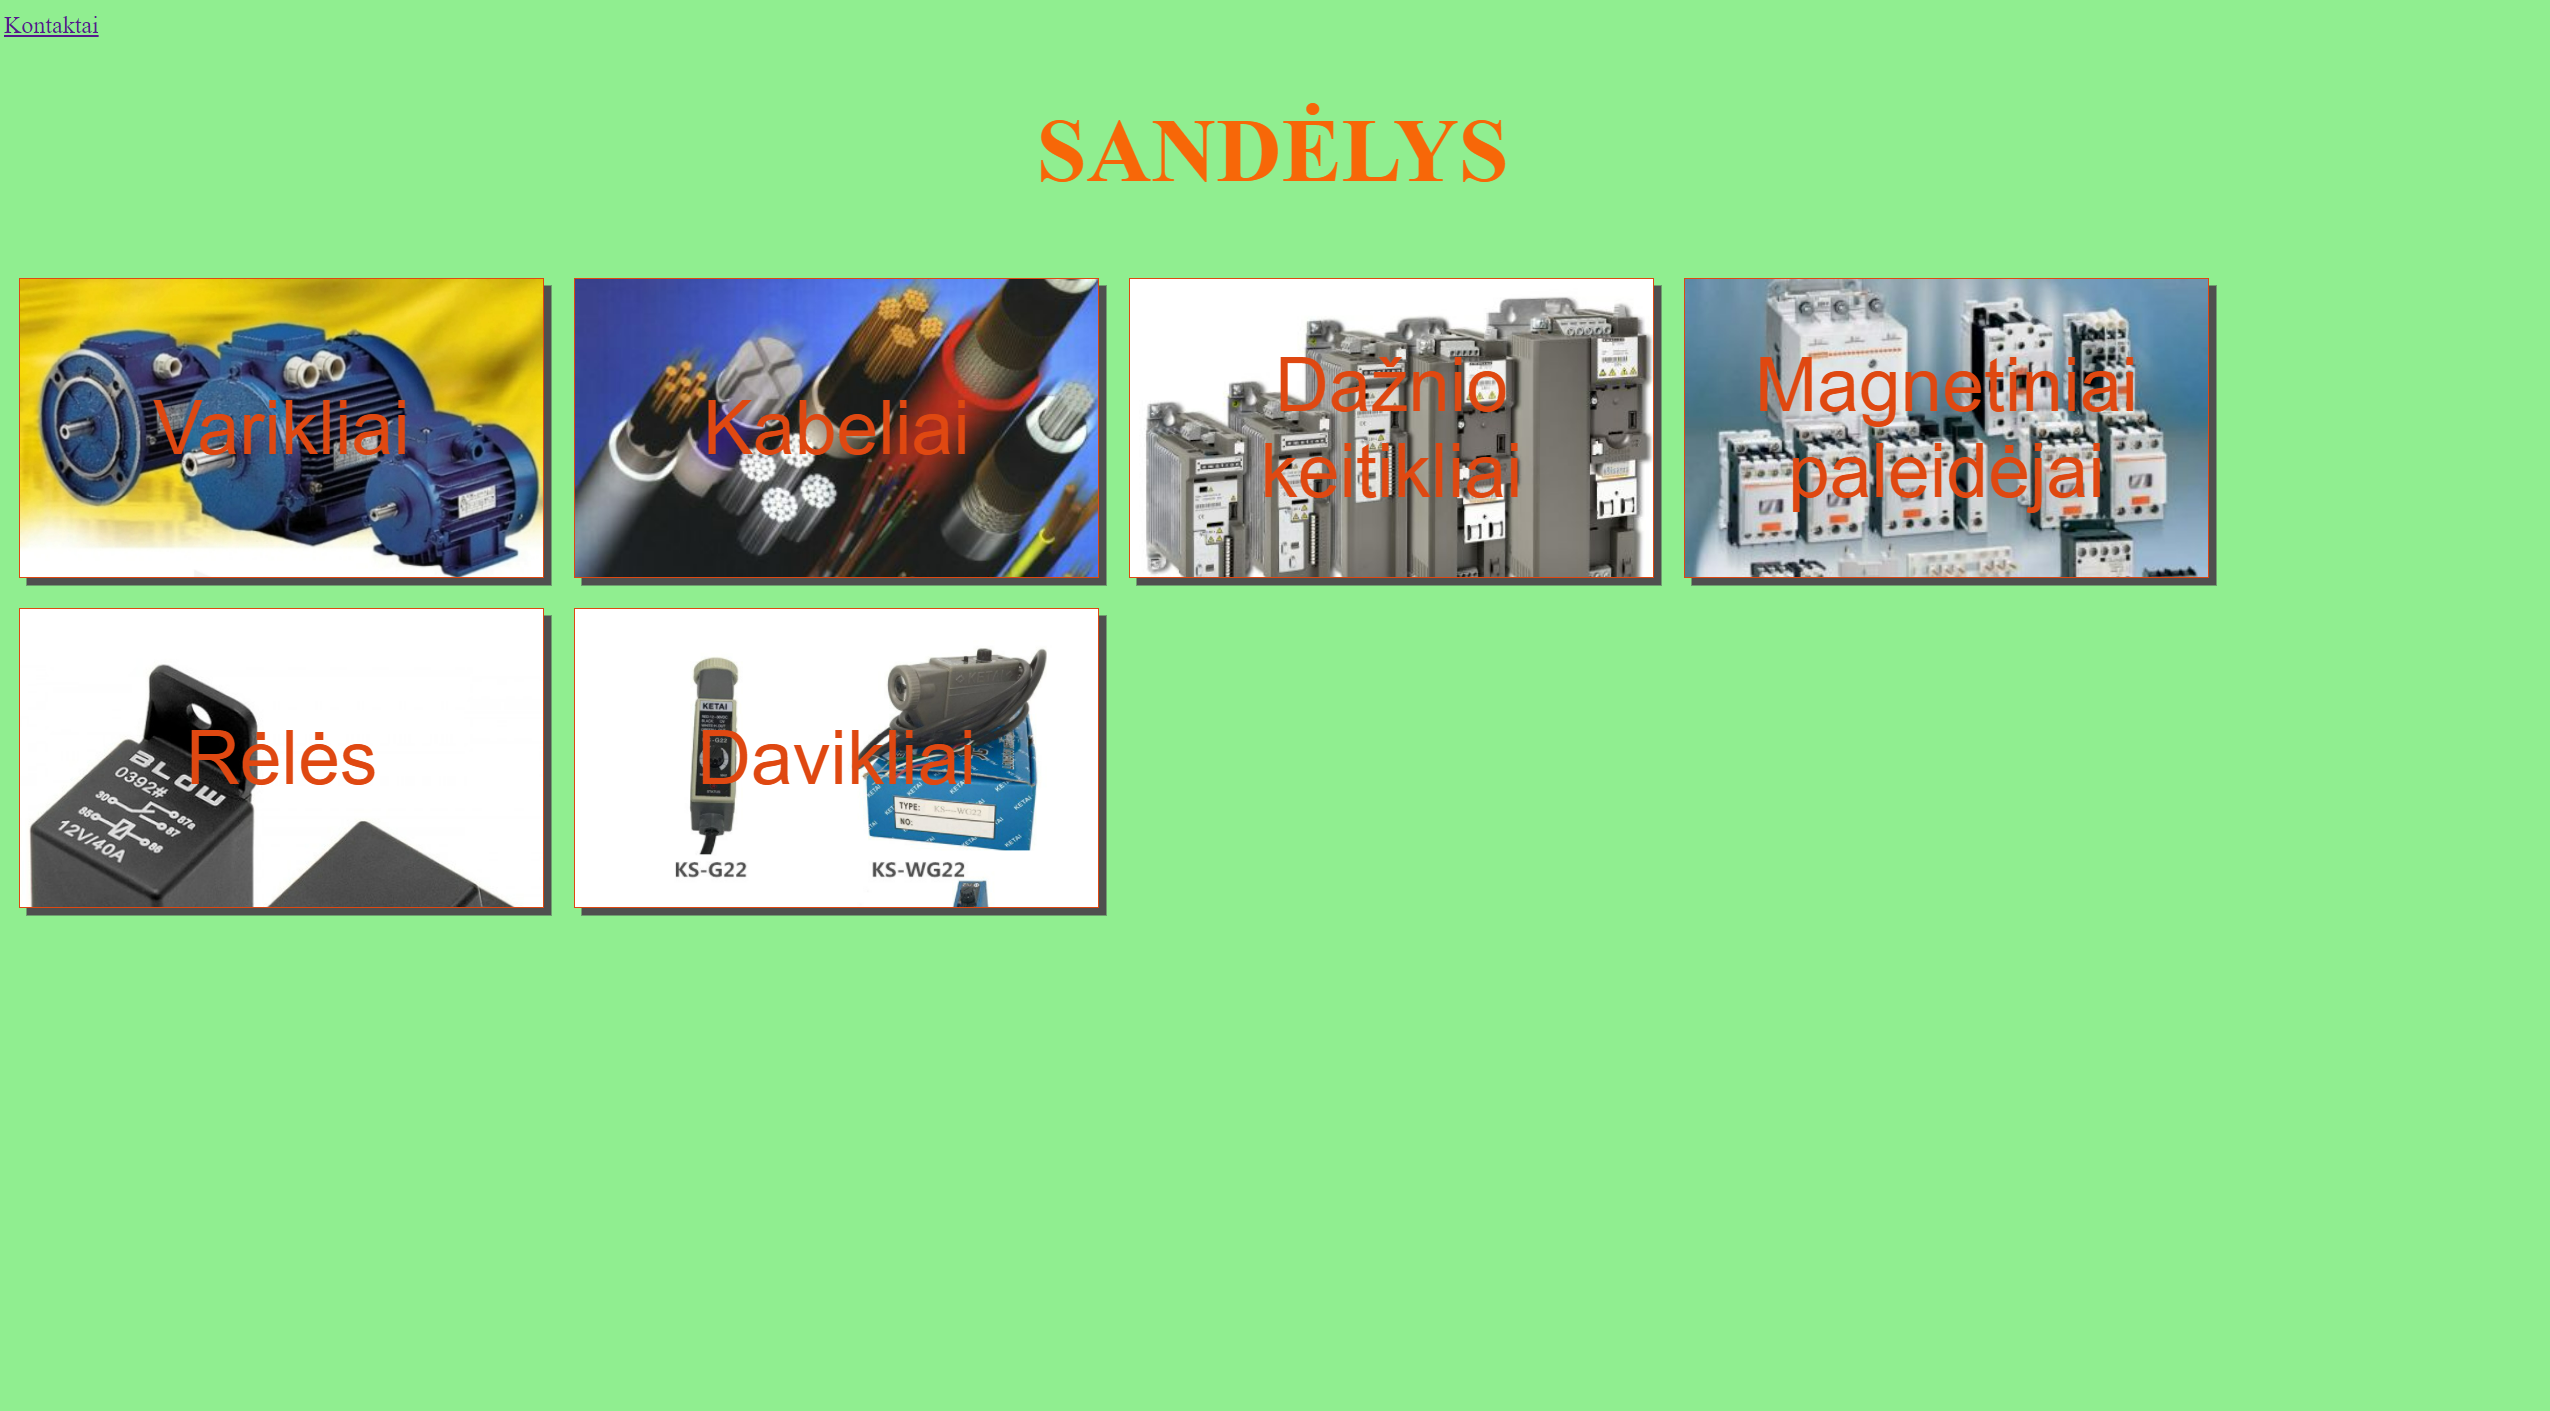 Kontaktai
SANDĖLYS
Varikliai
Kabeliai
Dažnio
keitikliai
Magnetiniai
paleidėjai
Rėlės
BLOW
0392#
30
87a
85
87
86
12V/40A
Davikliai
KETAI
KETAI
TYPE: KS-—WG22
NO:
KS-G22
KS-WG22